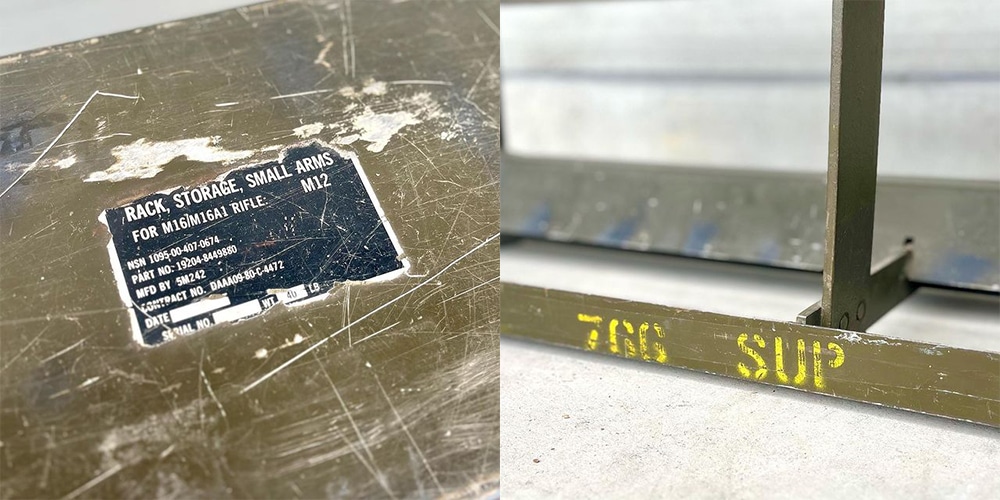 RACK, STORAGE, SMALL ARMS
M12
FOR M16/M16A1 RIFLE:
NSN 1095-00-407-0674
PART NO: 19204-8449880
MFD BY 5M242
CONTRACT NO. DAAA09-80-C-4472
DATE WT 40 LB
SERIAL NO.
766 SUP